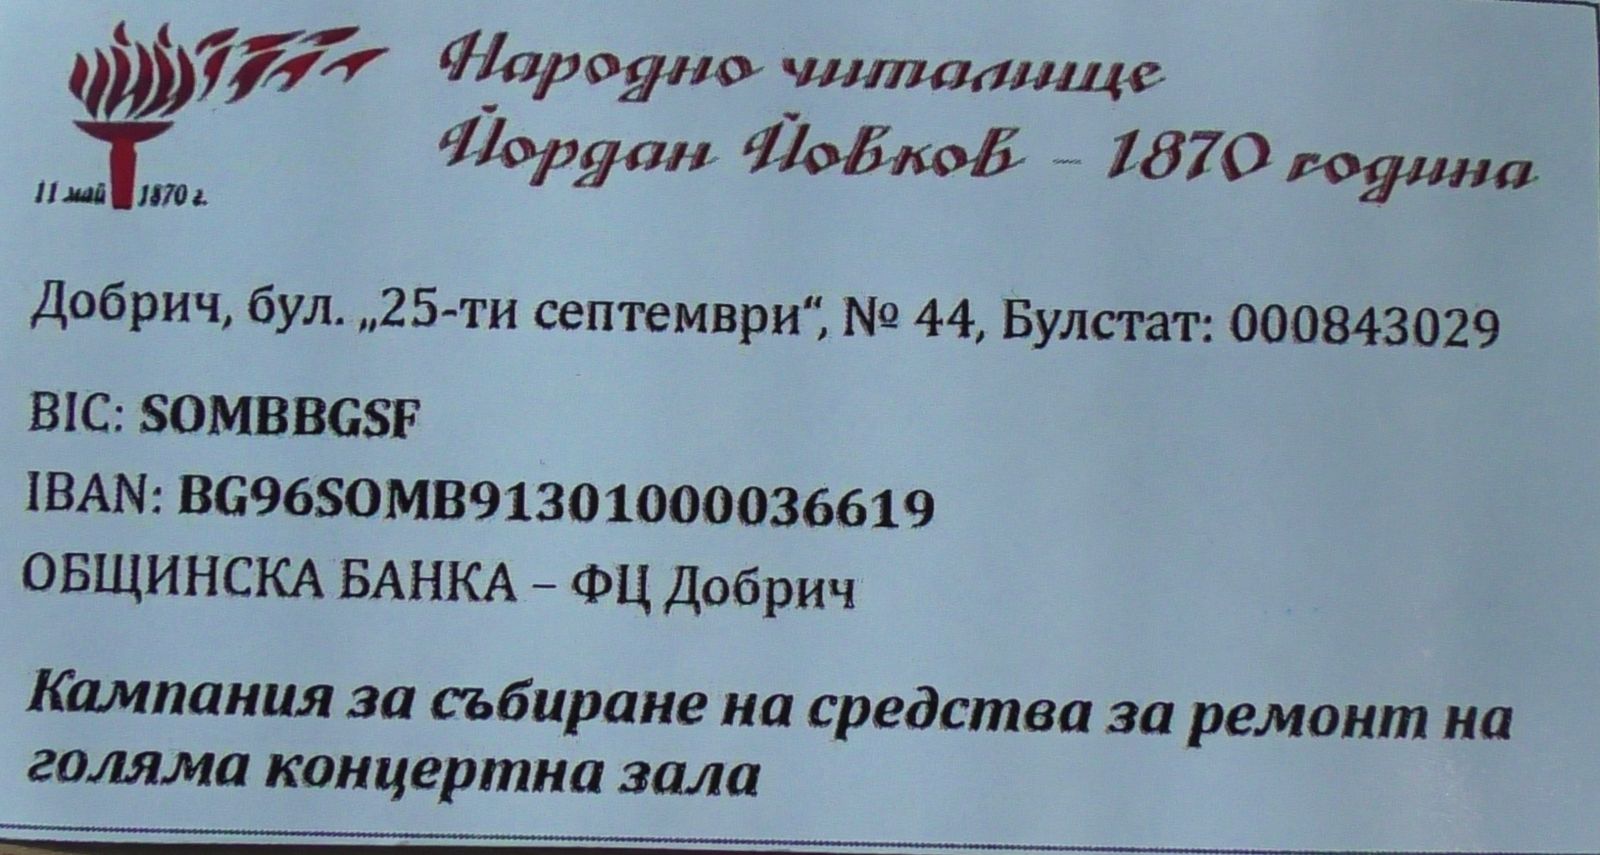 Народно читалище
Йордан Йовков – 1870 година
11 май 1870 г.
Добрич, бул. „25-ти септември“, № 44, Булстат: 000843029
BIC: SOMBBGSF
IBAN: BG96SOMB91301000036619
ОБЩИНСКА БАНКА – ФЦ Добрич
Кампания за събиране на средства за ремонт на
голяма концертна зала